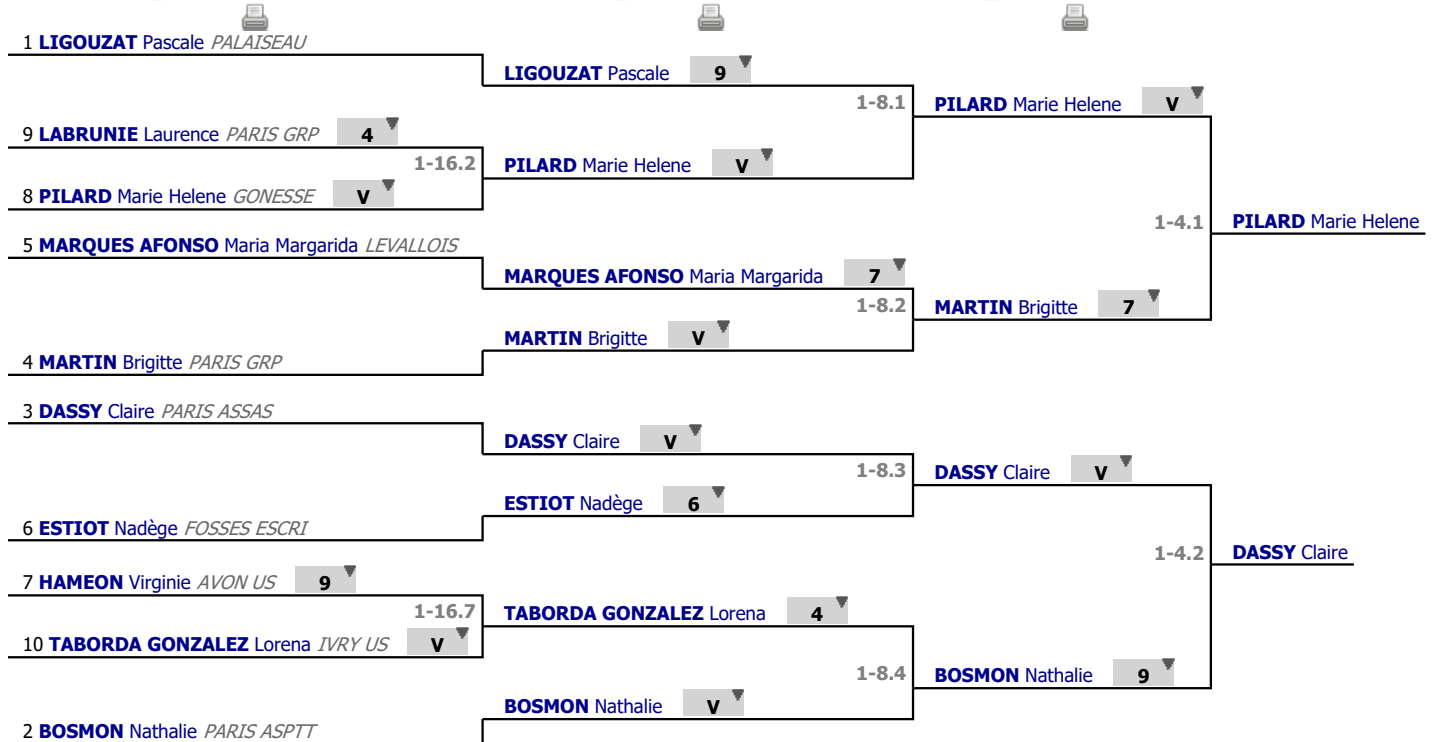 1 LIGOUZAT Pascale PALAISEAU
LIGOUZAT Pascale 9
1-8.1
PILARD Marie Helene V
9 LABRUNIE Laurence PARIS GRP 4
1-16.2
PILARD Marie Helene V
8 PILARD Marie Helene GONESSE V
1-4.1
PILARD Marie Helene
5 MARQUES AFONSO Maria Margarida LEVALLOIS
MARQUES AFONSO Maria Margarida 7
1-8.2
MARTIN Brigitte 7
MARTIN Brigitte V
4 MARTIN Brigitte PARIS GRP
3 DASSY Claire PARIS ASSAS
DASSY Claire V
1-8.3
DASSY Claire V
ESTIOT Nadège 6
6 ESTIOT Nadège FOSSES ESCRI
1-4.2
DASSY Claire
7 HAMEON Virginie AVON US 9
1-16.7
TABORDA GONZALEZ Lorena 4
10 TABORDA GONZALEZ Lorena IVRY US V
1-8.4
BOSMON Nathalie 9
BOSMON Nathalie V
2 BOSMON Nathalie PARIS ASPTT